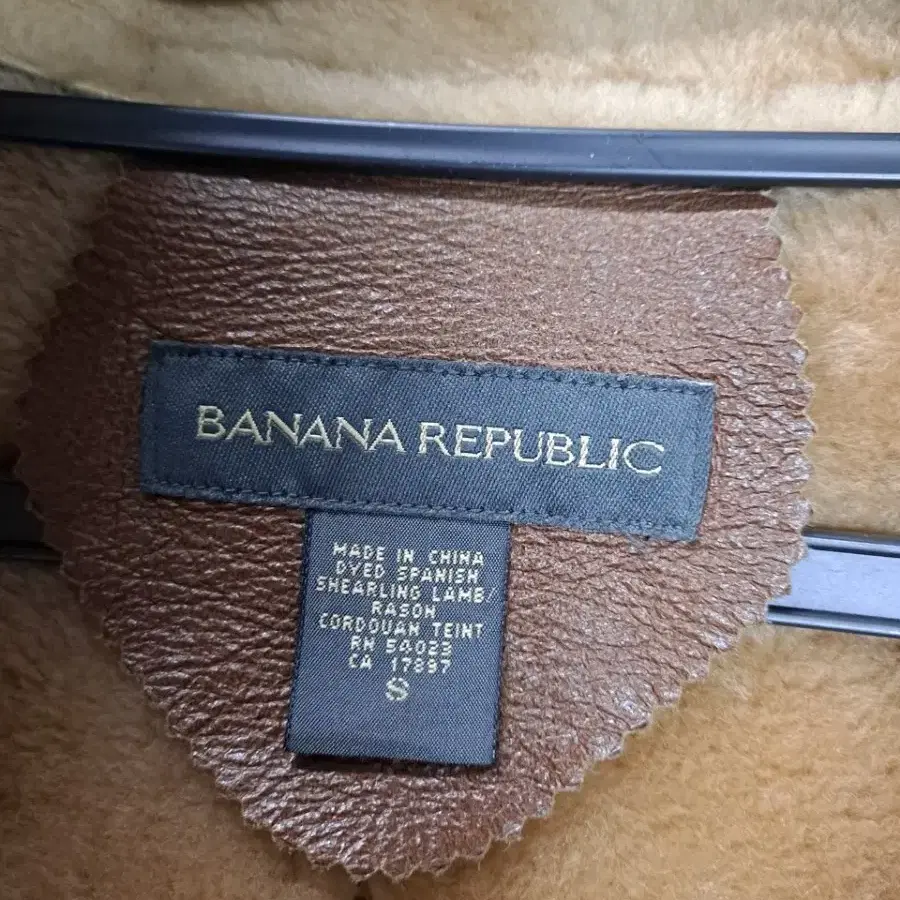 BANANA REPUBLIC
MADE IN CHINA
DYED SPANISH
SHEARLING LAMB/
RASON
CORDOUAN TEINT
RN 54023
CA 17897
S